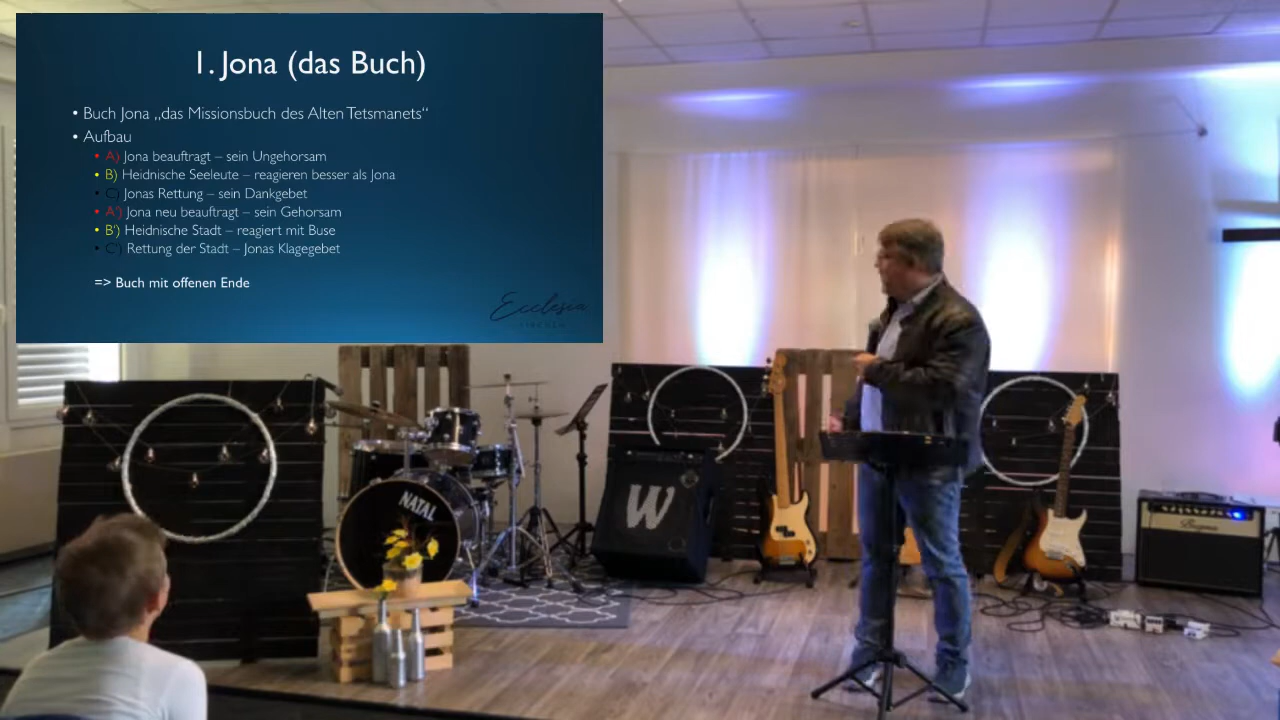 1. Jona (das Buch)
• Buch Jona „das Missionsbuch des Alten Tetsmanets“
• Aufbau
• A) Jona beauftragt – sein Ungehorsam
• B) Heidnische Seeleute – reagieren besser als Jona
• C) Jonas Rettung – sein Dankgebet
• A') Jona neu beauftragt – sein Gehorsam
• B') Heidnische Stadt – reagiert mit Buse
• C') Rettung der Stadt – Jonas Klagegebet
=> Buch mit offenen Ende
Ecclesia
NATAL
W